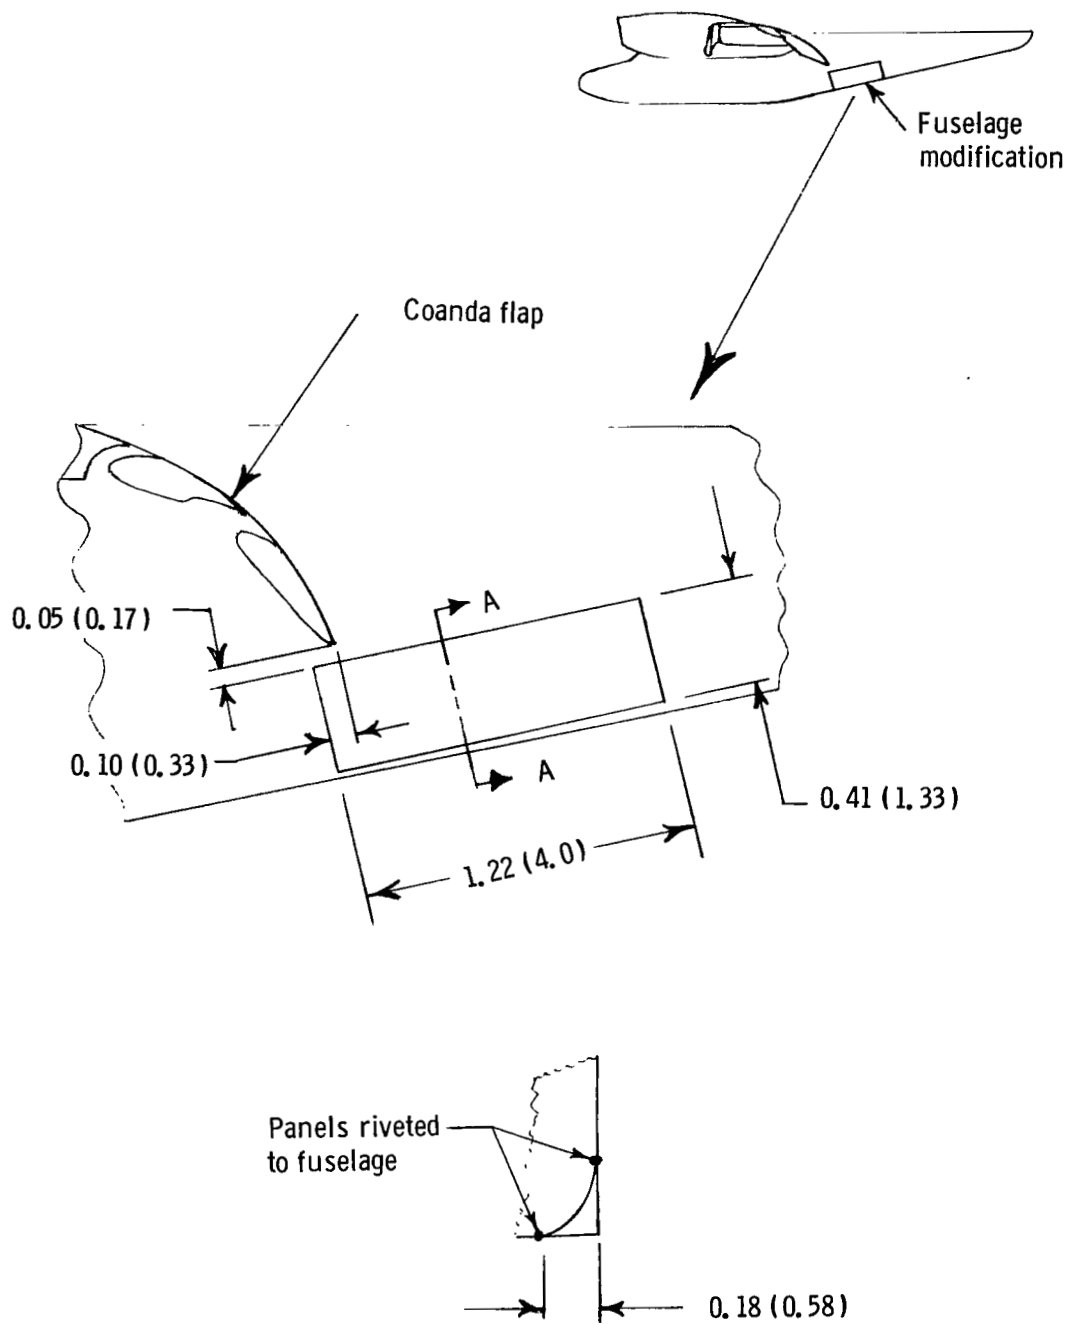 Fuselage
modification
Coanda flap
A
0.05 (0.17)
0.10 (0.33)
A
0.41 (1.33)
1.22 (4.0)
Panels riveted
to fuselage
0.18 (0.58)